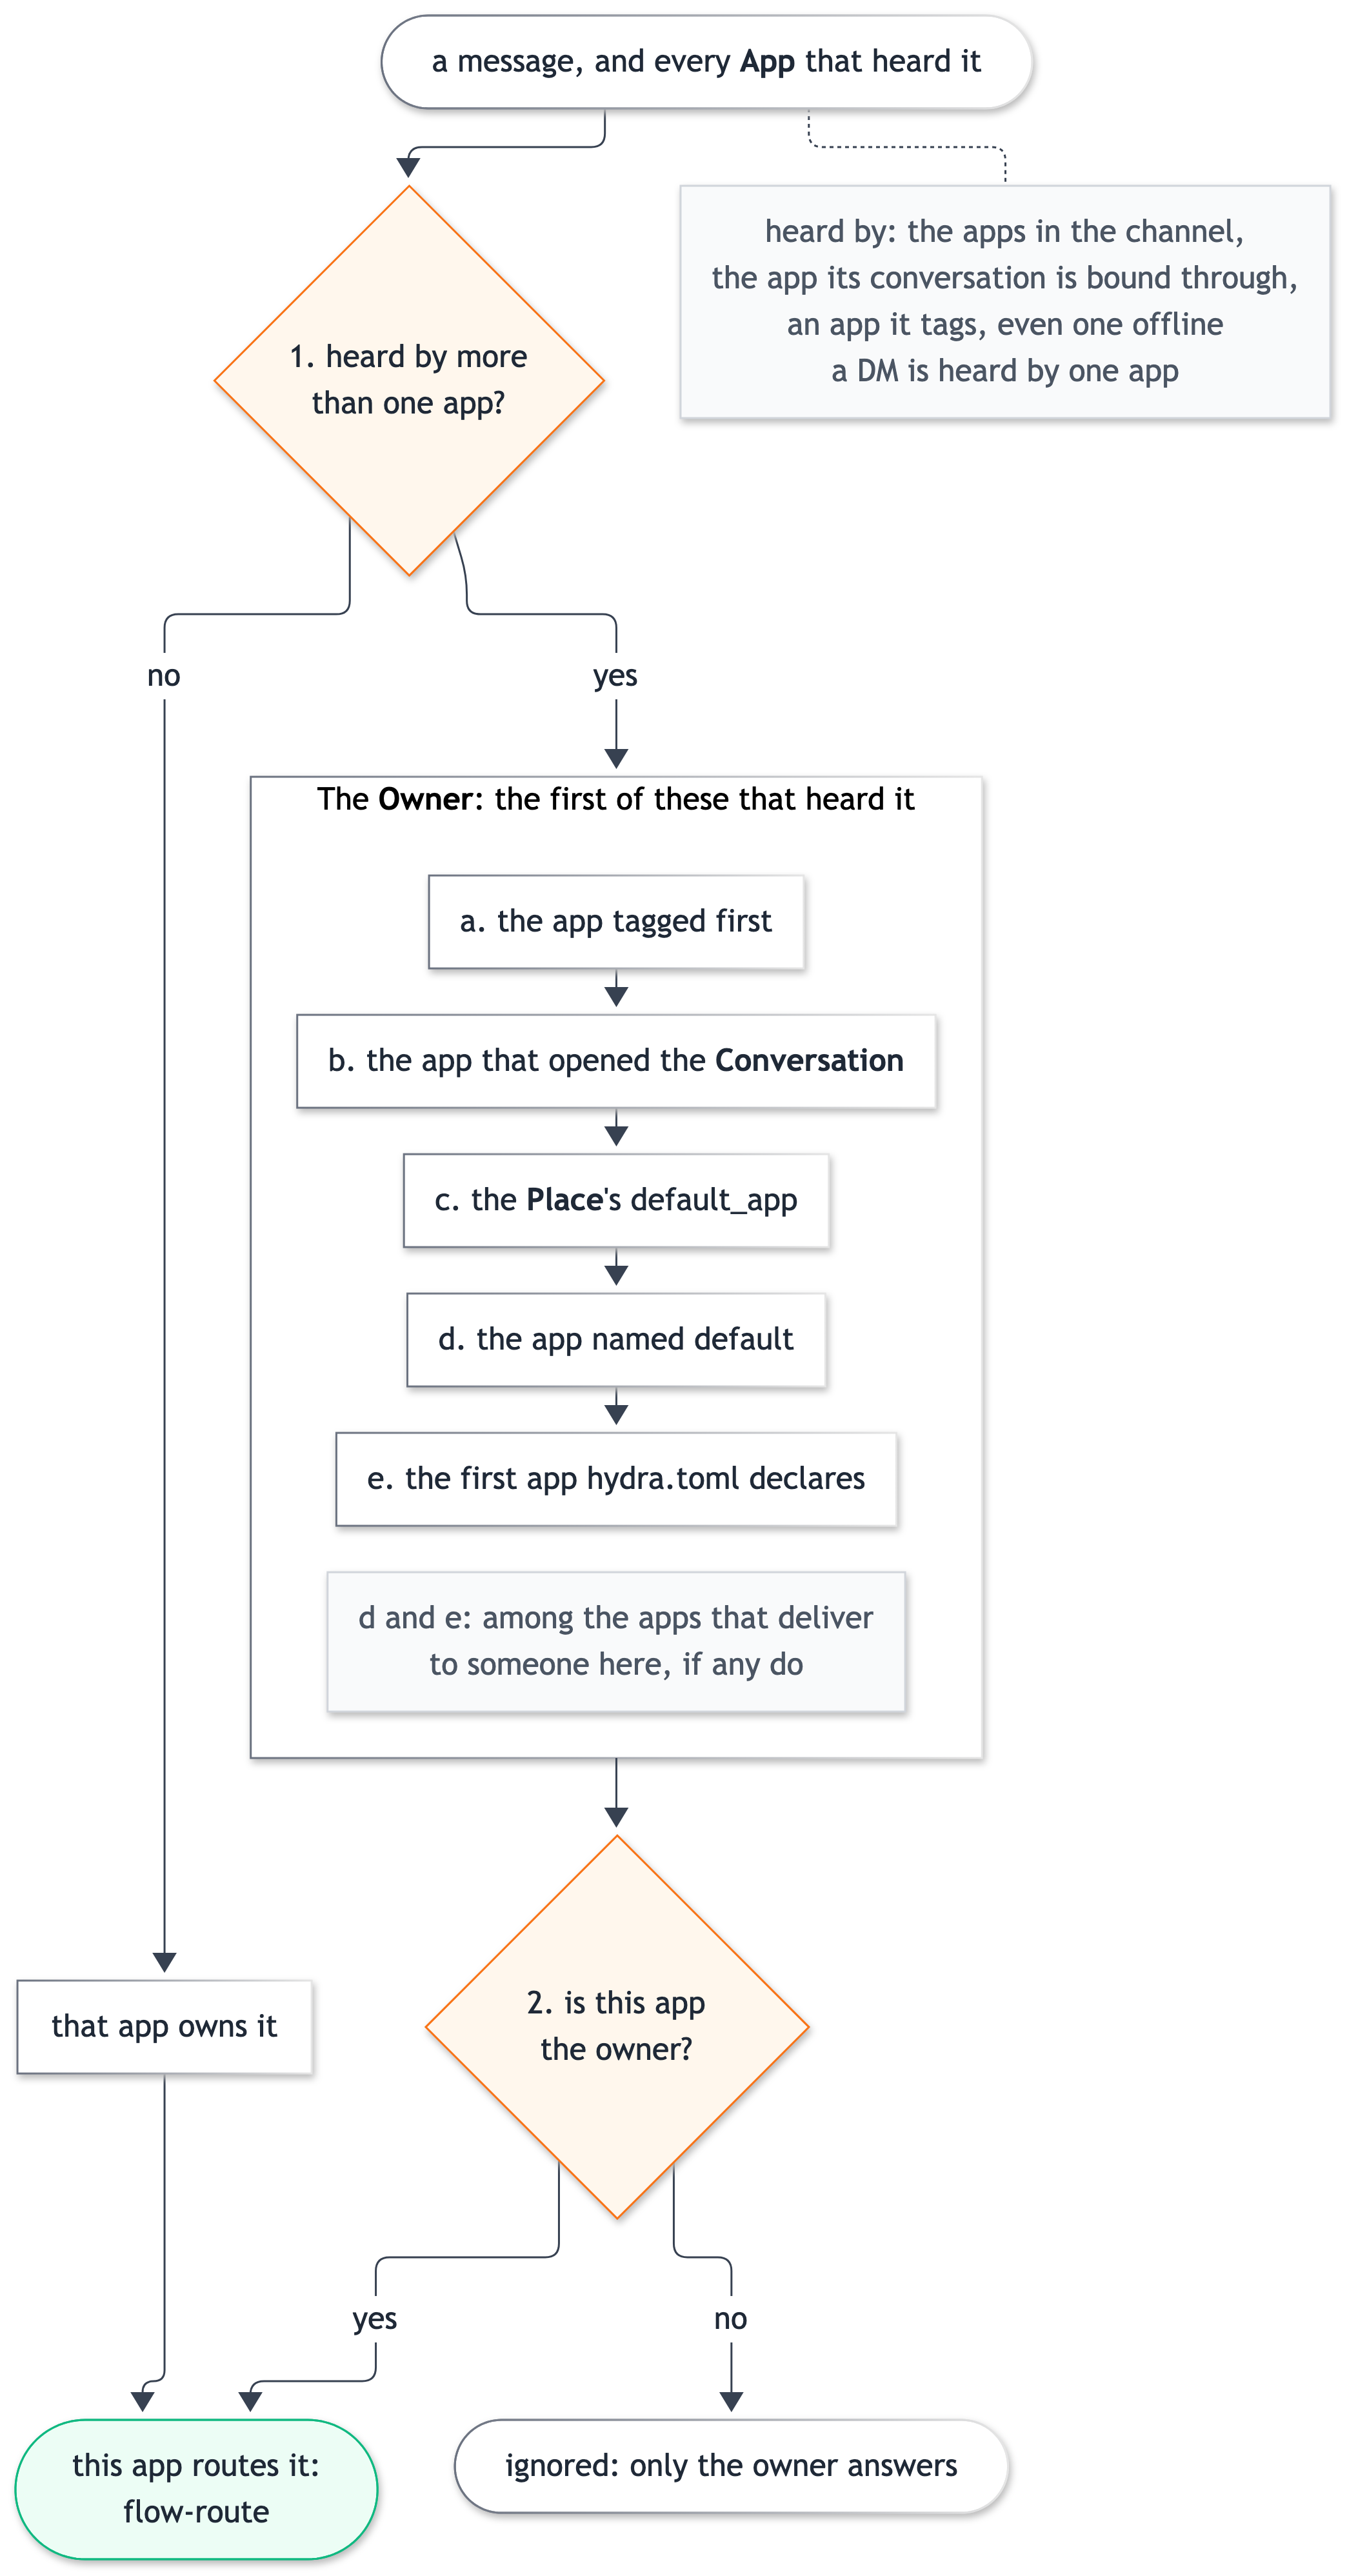 a message, and every App that heard it
heard by: the apps in the channel,
the app its conversation is bound through,
an app it tags, even one offline
a DM is heard by one app
1. heard by more
than one app?
no
yes
The Owner: the first of these that heard it
a. the app tagged first
b. the app that opened the Conversation
c. the Place's default_app
d. the app named default
e. the first app hydra.toml declares
d and e: among the apps that deliver
to someone here, if any do
that app owns it
2. is this app
the owner?
yes
no
this app routes it:
flow-route
ignored: only the owner answers